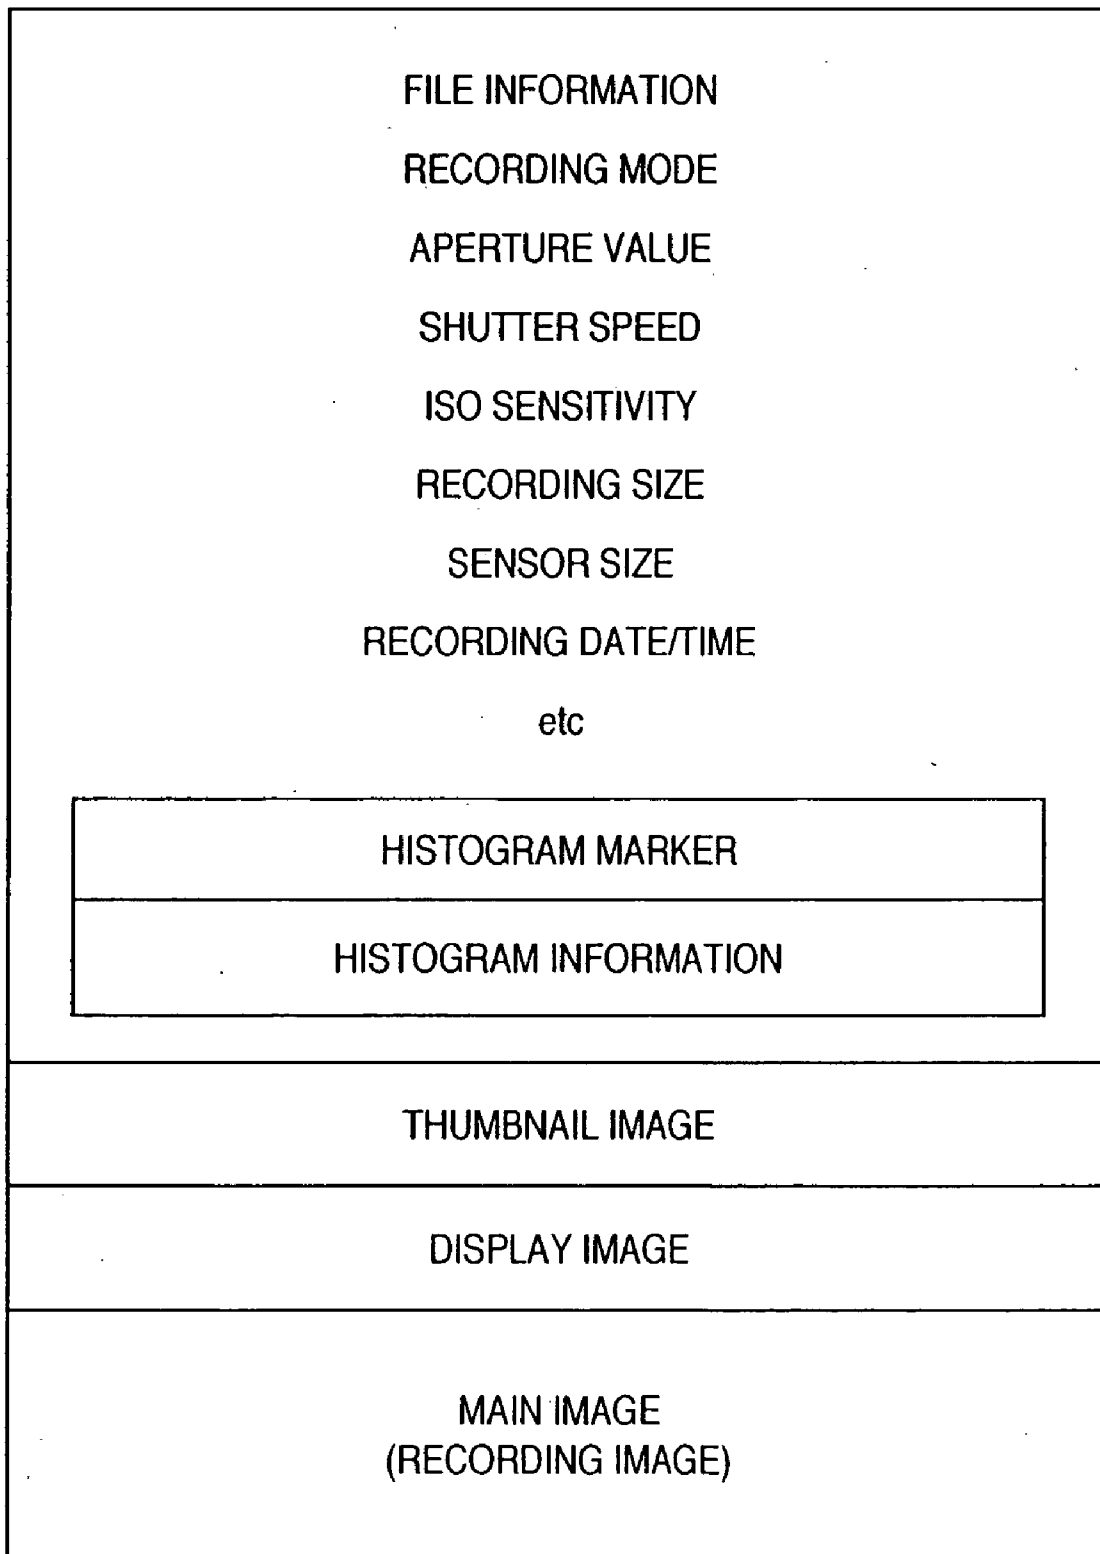 FILE INFORMATION
RECORDING MODE
APERTURE VALUE
SHUTTER SPEED
ISO SENSITIVITY
RECORDING SIZE
SENSOR SIZE
RECORDING DATE/TIME
etc
HISTOGRAM MARKER
HISTOGRAM INFORMATION
THUMBNAIL IMAGE
DISPLAY IMAGE
MAIN IMAGE
(RECORDING IMAGE)